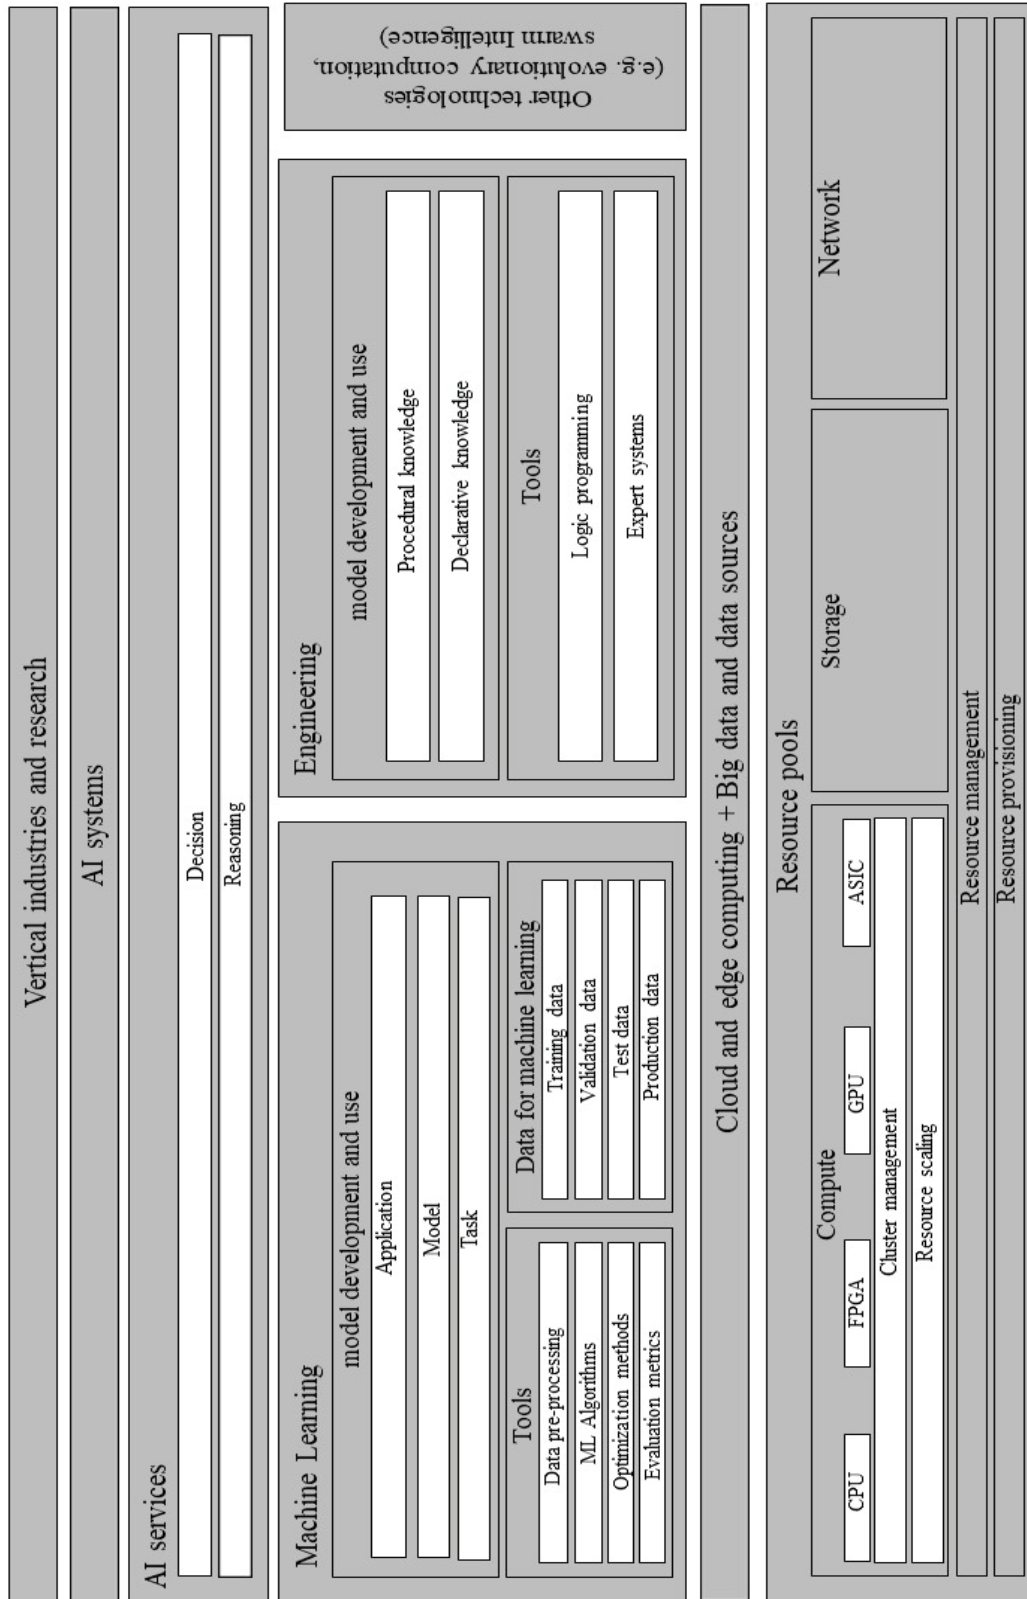 Vertical industries and research
AI systems
AI services
Decision
Reasoning
Machine Learning
model development and use
Application
Model
Task
Tools
Data pre-processing
ML Algorithms
Optimization methods
Evaluation metrics
Data for machine learning
Training data
Validation data
Test data
Production data
Engineering
model development and use
Procedural knowledge
Declarative knowledge
Tools
Logic programming
Expert systems
Other technologies
(e.g. evolutionary computation,
swarm Intelligence)
Cloud and edge computing + Big data and data sources
Resource pools
Compute
CPU
FPGA
GPU
ASIC
Cluster management
Resource scaling
Storage
Network
Resource management
Resource provisioning